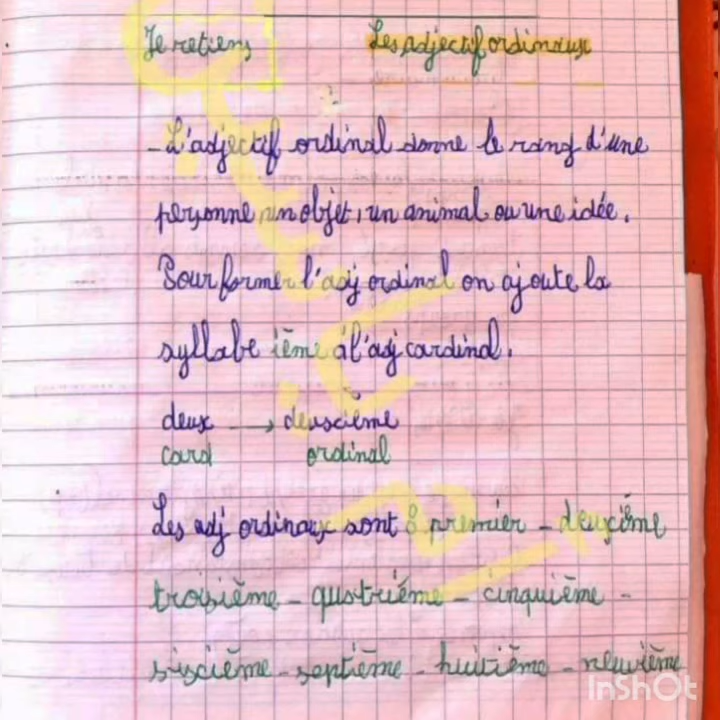 Je retiens Les adjectif ordinaux
- L'adjectif ordinal donne le rang d'une
personne, un objet, un animal ou une idée.
Pour former l'adj ordinal on ajoute la
syllabe ième à l'adj cardinal.
deux → deuxième
card ordinal
Les adj ordinaux sont : premier - deuxième
troisième - quatrième - cinquième -
sixième - septième - huitième - neuvième
InShOt